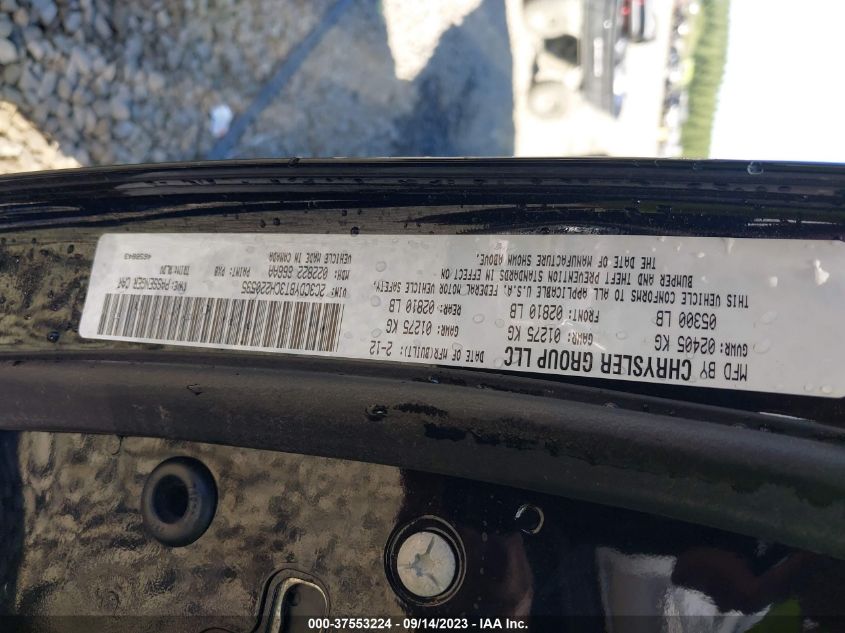 MFD BY CHRYSLER GROUP LLC
DATE OF MFR(BUILT): 2-12
GVWR: 02405 KG
GAWR: 01275 KG
GAWR: 01275 KG
05300 LB
FRONT: 02810 LB
REAR: 02810 LB
THIS VEHICLE CONFORMS TO ALL APPLICABLE U.S.A. FEDERAL MOTOR VEHICLE SAFETY,
BUMPER AND THEFT PREVENTION STANDARDS IN EFFECT ON
THE DATE OF MANUFACTURE SHOWN ABOVE.
VIN:
TYPE: PASSENGER CAR
MDH: 022822
PAINT:
TRIM:
VEHICLE MADE IN CANADA
000-37553224 - 09/14/2023 - IAA Inc.